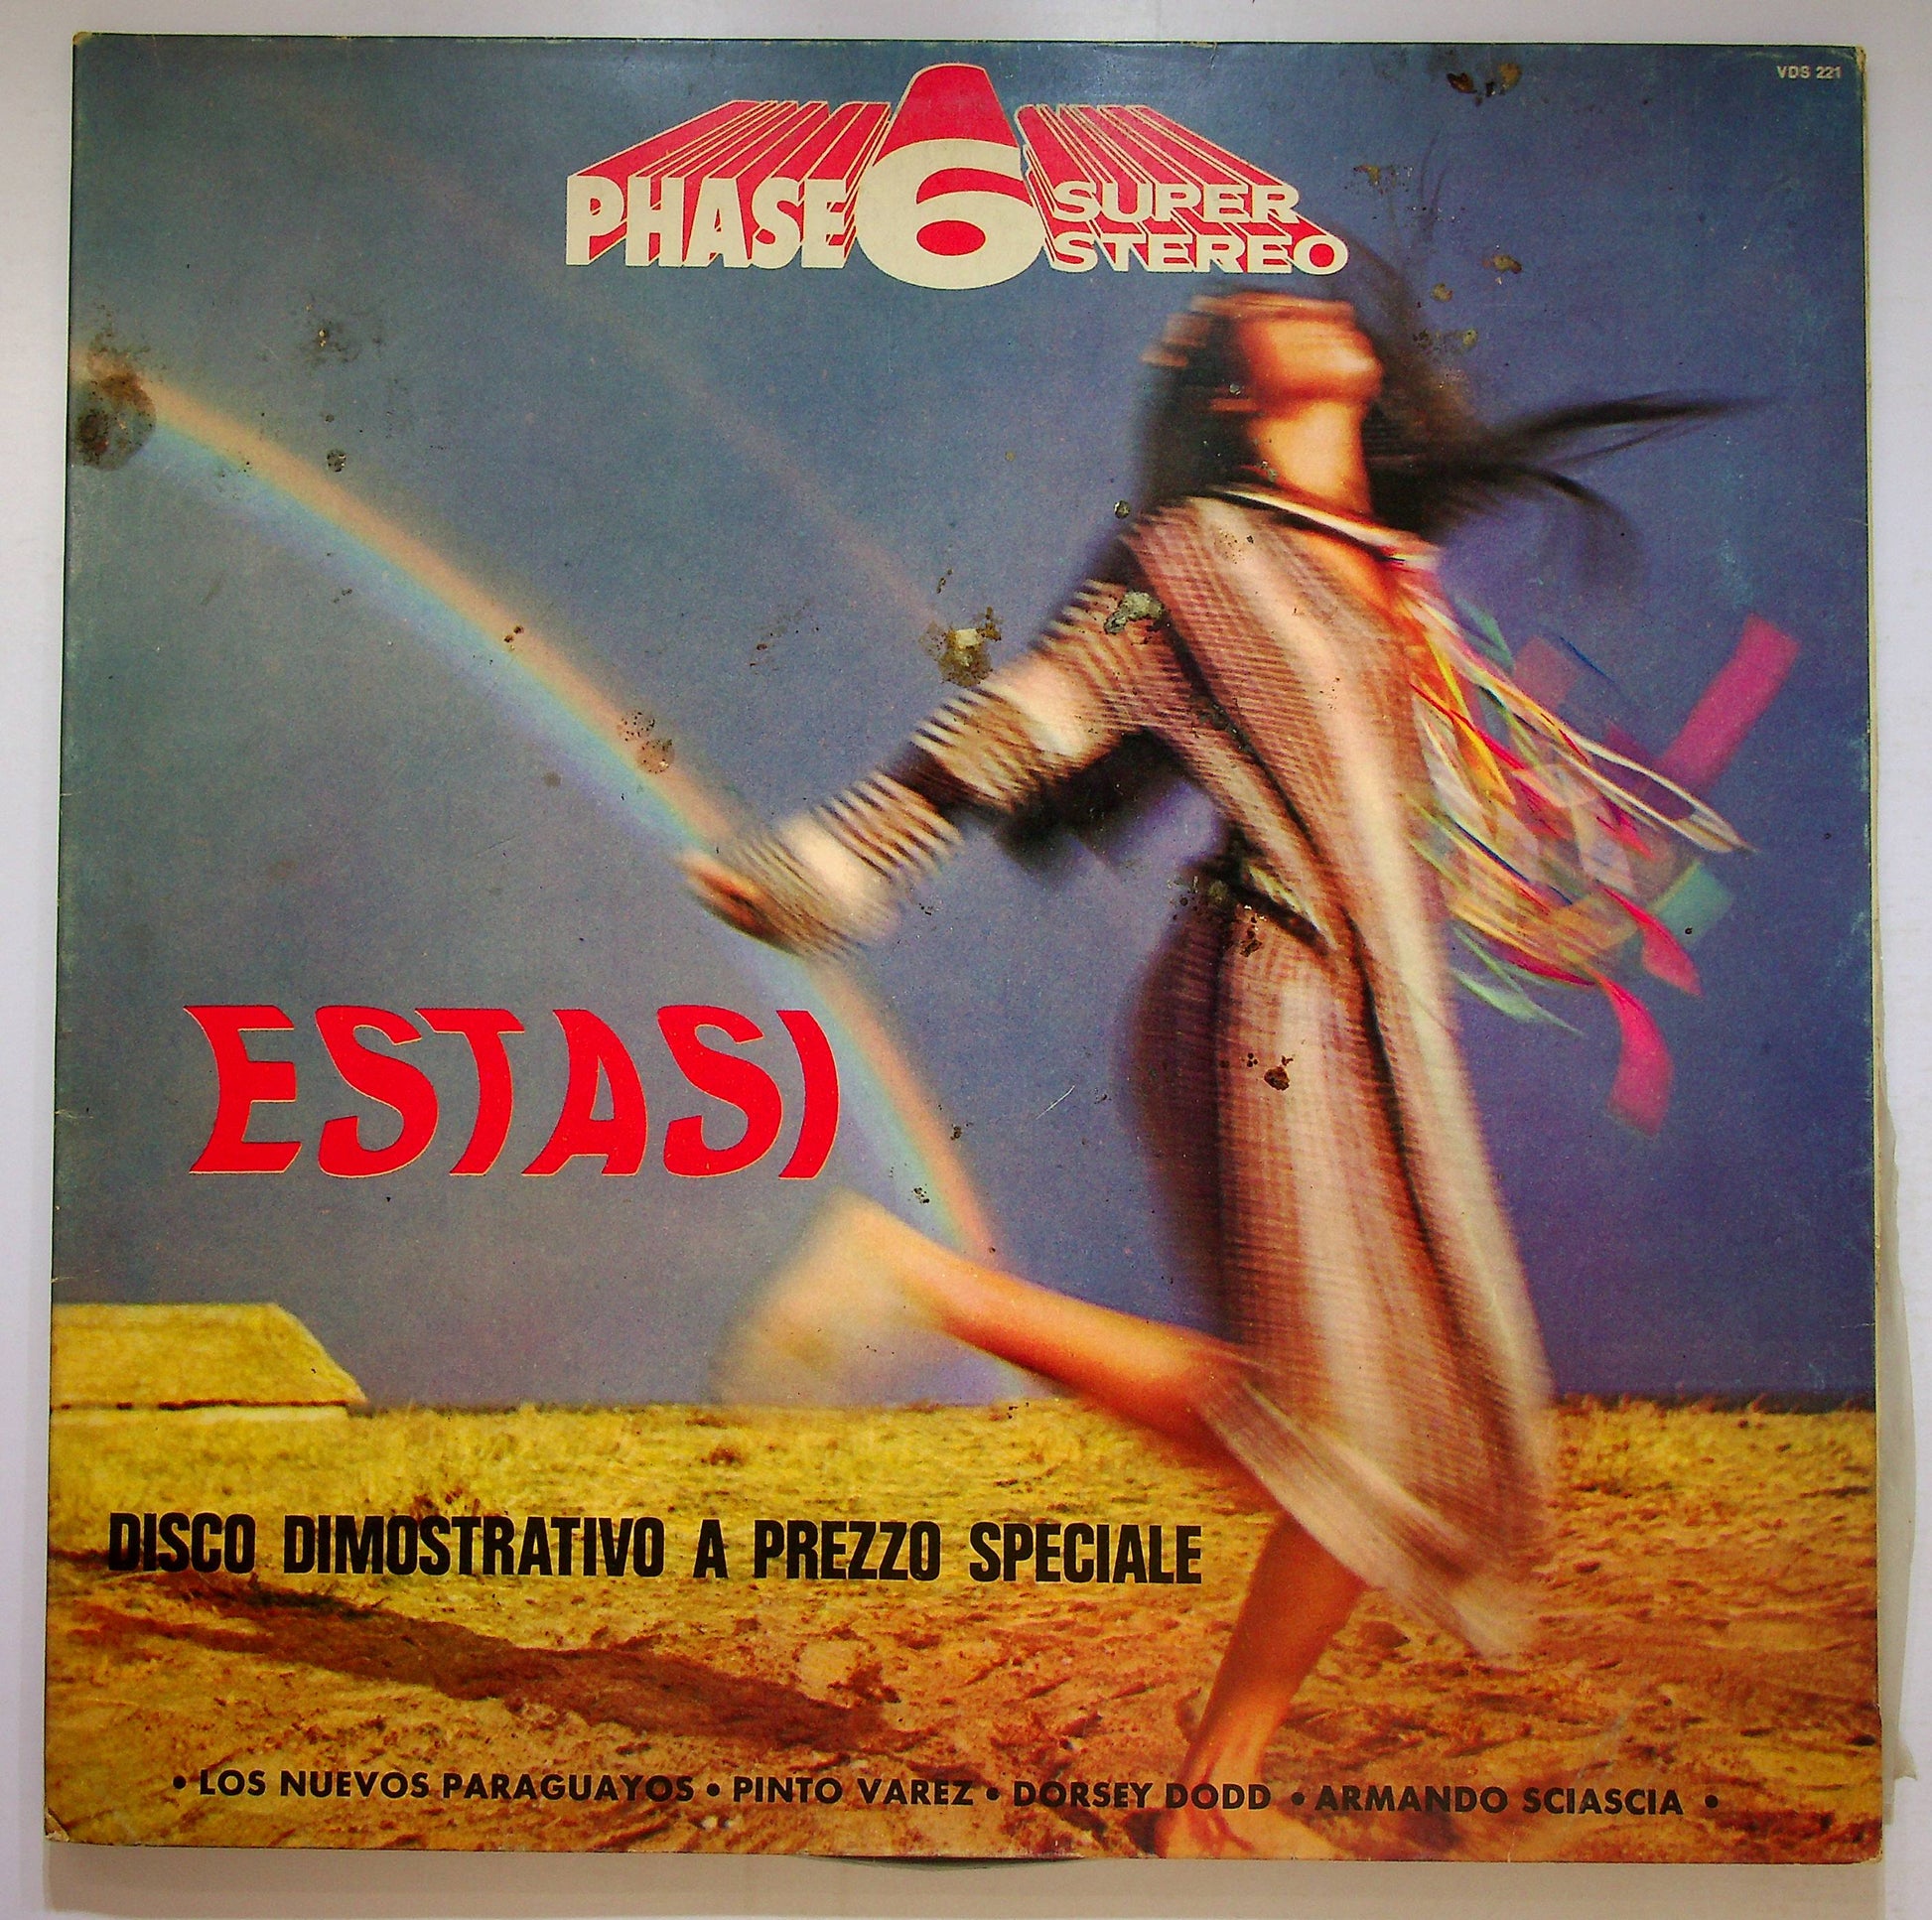 VDS 221
PHASE 6 SUPER
STEREO
ESTASI
DISCO DIMOSTRATIVO A PREZZO SPECIALE
• LOS NUEVOS PARAGUAYOS • PINTO VAREZ • DORSEY DODD • ARMANDO SCIASCIA •